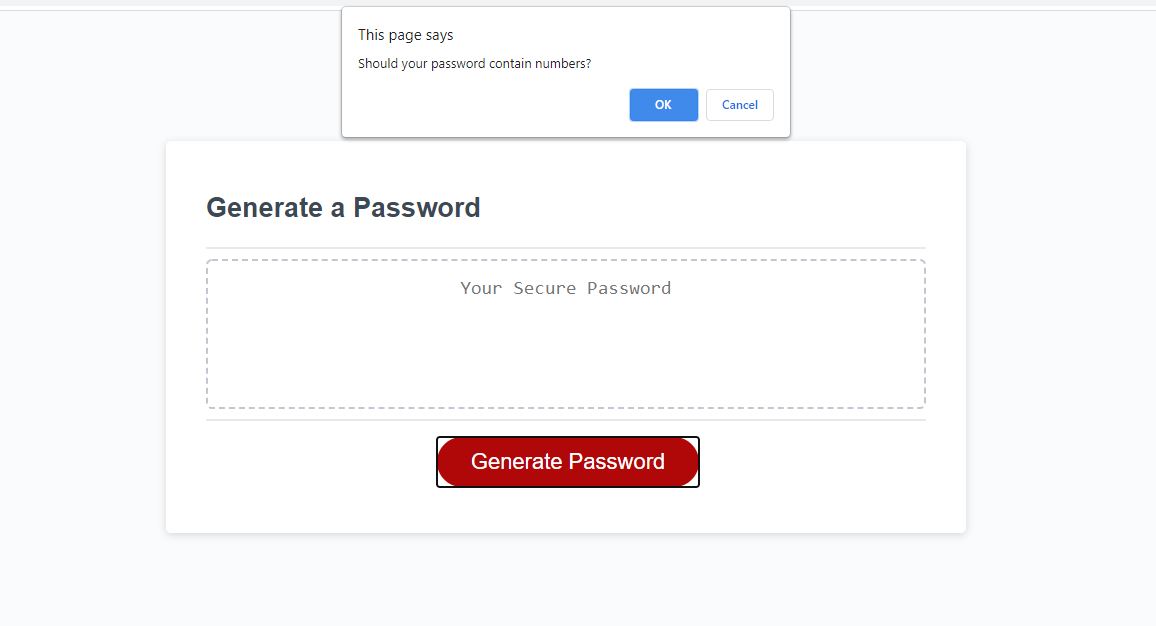 This page says
Should your password contain numbers?
OK
Cancel
Generate a Password
Your Secure Password
Generate Password